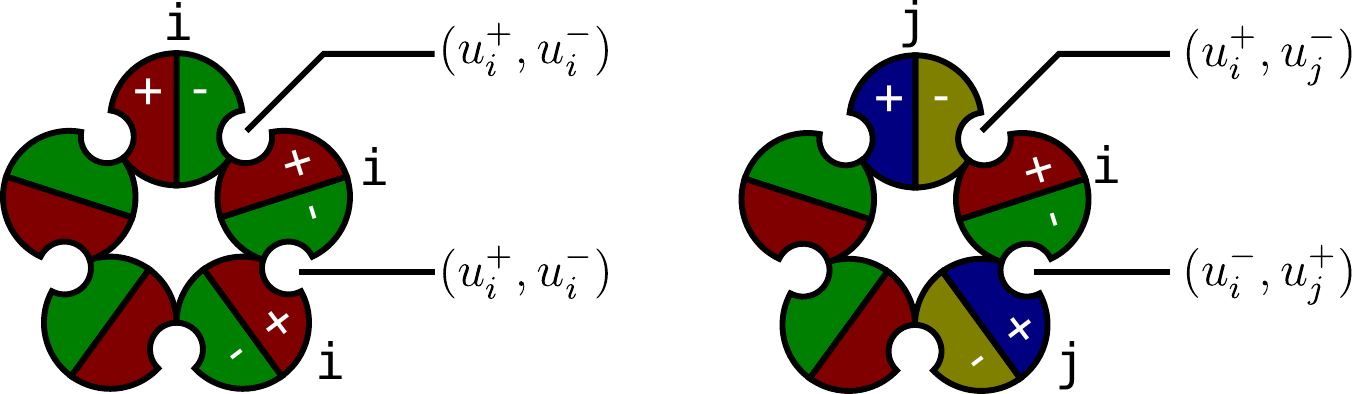 i
+ -
(u_i^+, u_i^-)
+
-
i
(u_i^+, u_i^-)
+
-
i
j
+ -
(u_i^+, u_j^-)
+
-
i
(u_i^-, u_j^+)
+
-
j